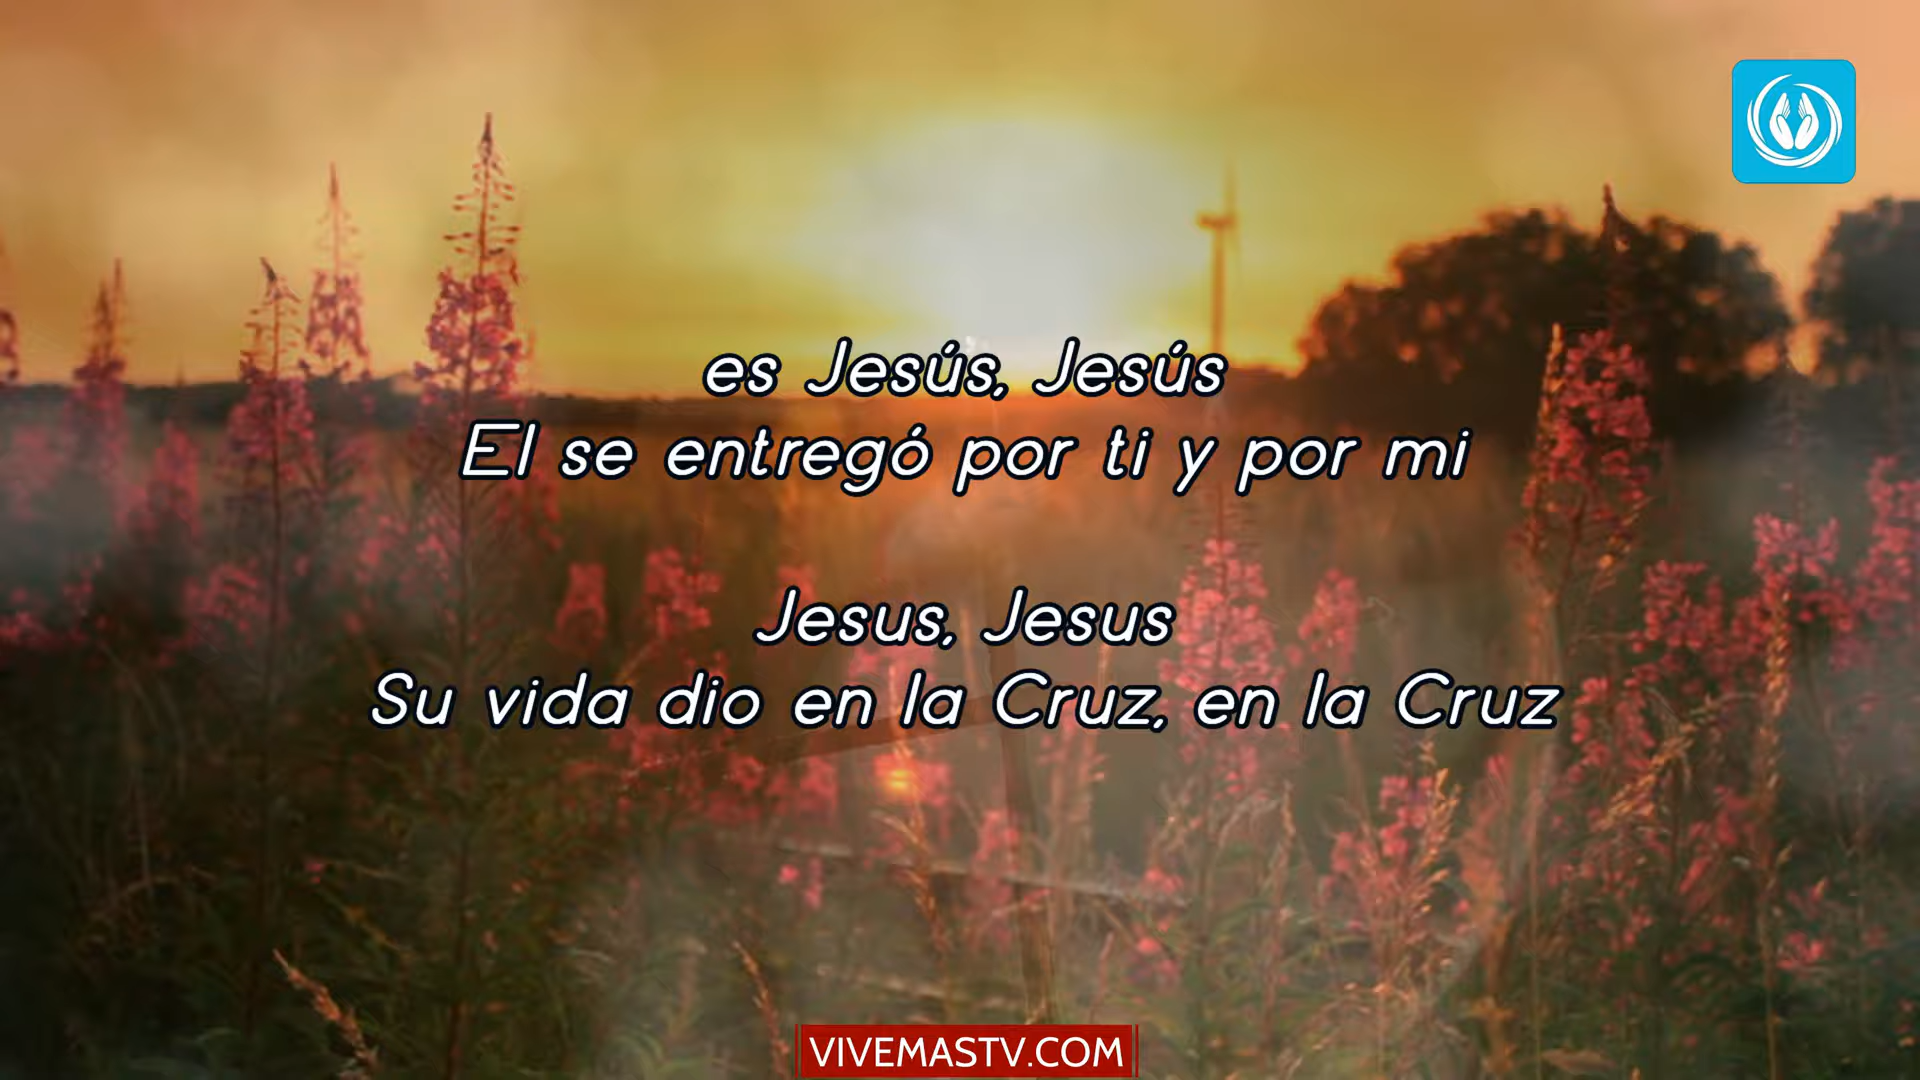 es Jesús, Jesús
El se entregó por ti y por mi
Jesus, Jesus
Su vida dio en la Cruz, en la Cruz
VIVEMASTV.COM